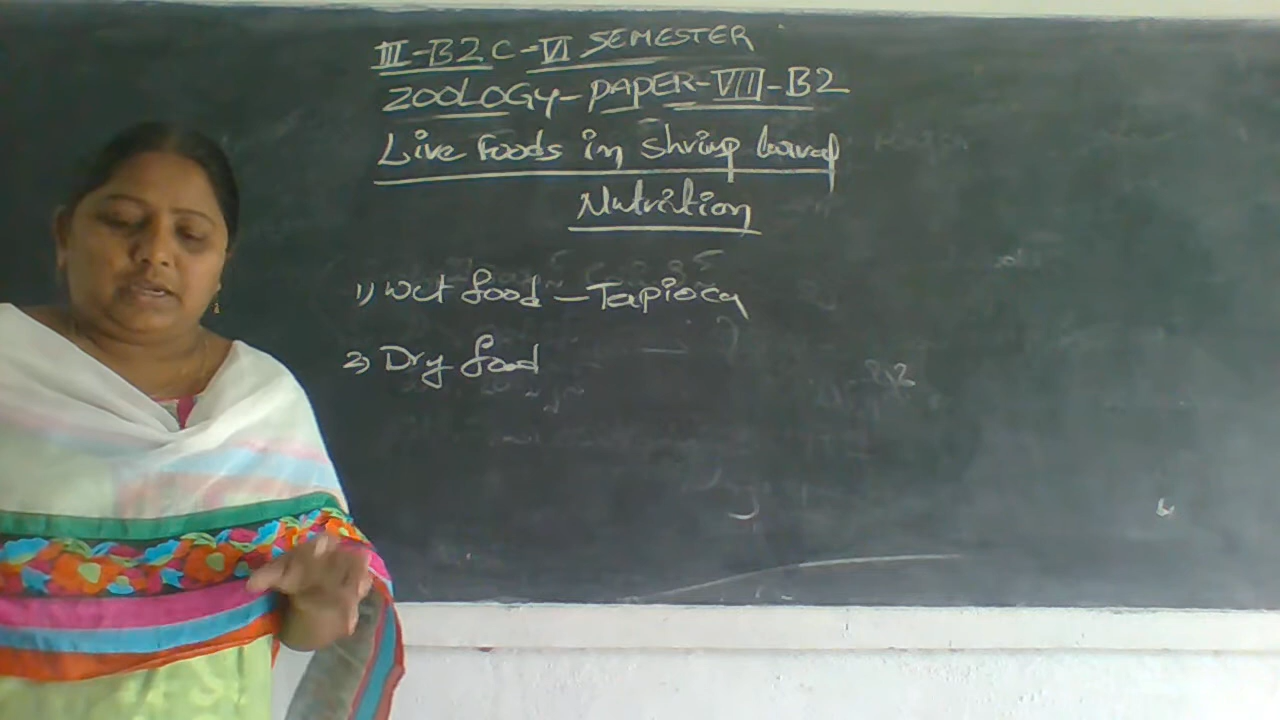 III-BZC-VI SEMESTER
ZOOLOGY-PAPER-VII-B2
Live Foods in Shrimp larval
Nutrition
1) Wet food - Tapioca
2) Dry food